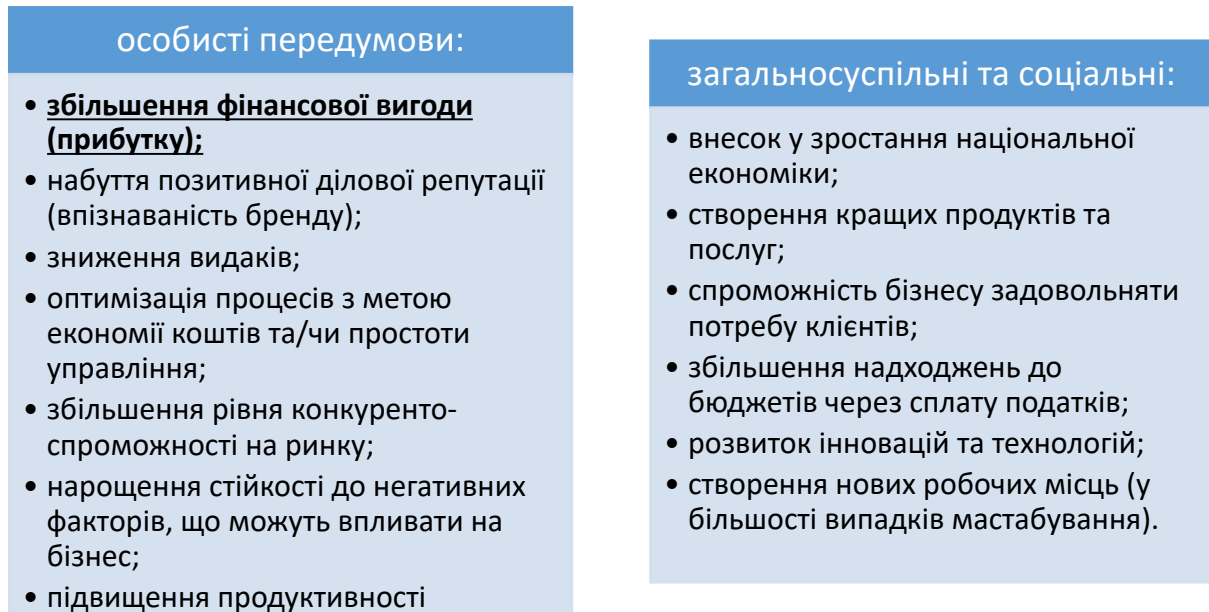 особисті передумови:
• збільшення фінансової вигоди
(прибутку);
• набуття позитивної ділової репутації
(впізнаваність бренду);
• зниження видаків;
• оптимізація процесів з метою
економії коштів та/чи простоти
управління;
• збільшення рівня конкуренто-
спроможності на ринку;
• нарощення стійкості до негативних
факторів, що можуть впливати на
бізнес;
• підвищення продуктивності
загальносуспільні та соціальні:
• внесок у зростання національної
економіки;
• створення кращих продуктів та
послуг;
• спроможність бізнесу задовольняти
потребу клієнтів;
• збільшення надходжень до
бюджетів через сплату податків;
• розвиток інновацій та технологій;
• створення нових робочих місць (у
більшості випадків мастабування).